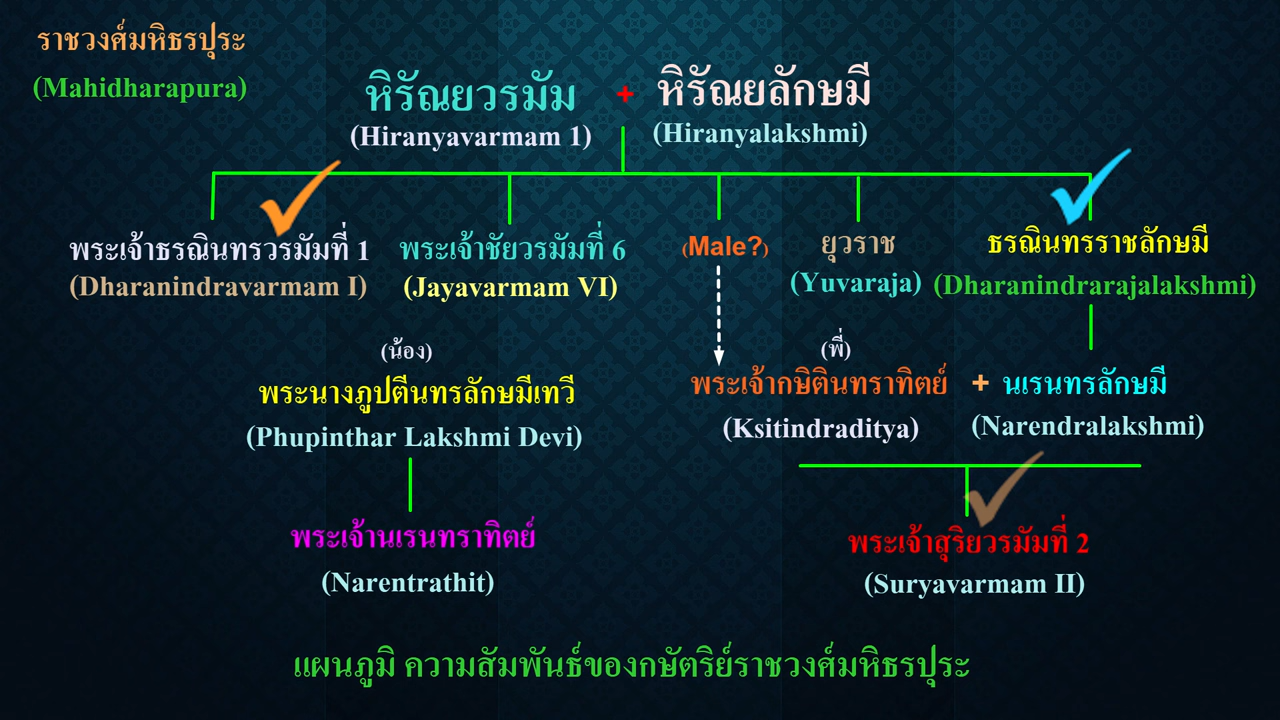 ราชวงศ์มหิธรปุระ
(Mahidharapura)
หิรัณยวรมัม + หิรัณยลักษมี
(Hiranyavarmam 1) (Hiranyalakshmi)
พระเจ้าธรณินทรวรมัมที่ 1 พระเจ้าชัยวรมัมที่ 6 (Male?) ยุวราช ธรณินทรราชลักษมี
(Dharanindravarmam I) (Jayavarmam VI) (Yuvaraja) (Dharanindrarajalakshmi)
(น้อง) (พี่)
พระนางภูปตีนทรลักษมีเทวี พระเจ้ากษิตินทราทิตย์ + นเรนทรลักษมี
(Phupinthar Lakshmi Devi) (Ksitindraditya) (Narendralakshmi)
พระเจ้านเรนทราทิตย์ พระเจ้าสุริยวรมัมที่ 2
(Narentrathit) (Suryavarmam II)
แผนภูมิ ความสัมพันธ์ของกษัตริย์ราชวงศ์มหิธรปุระ